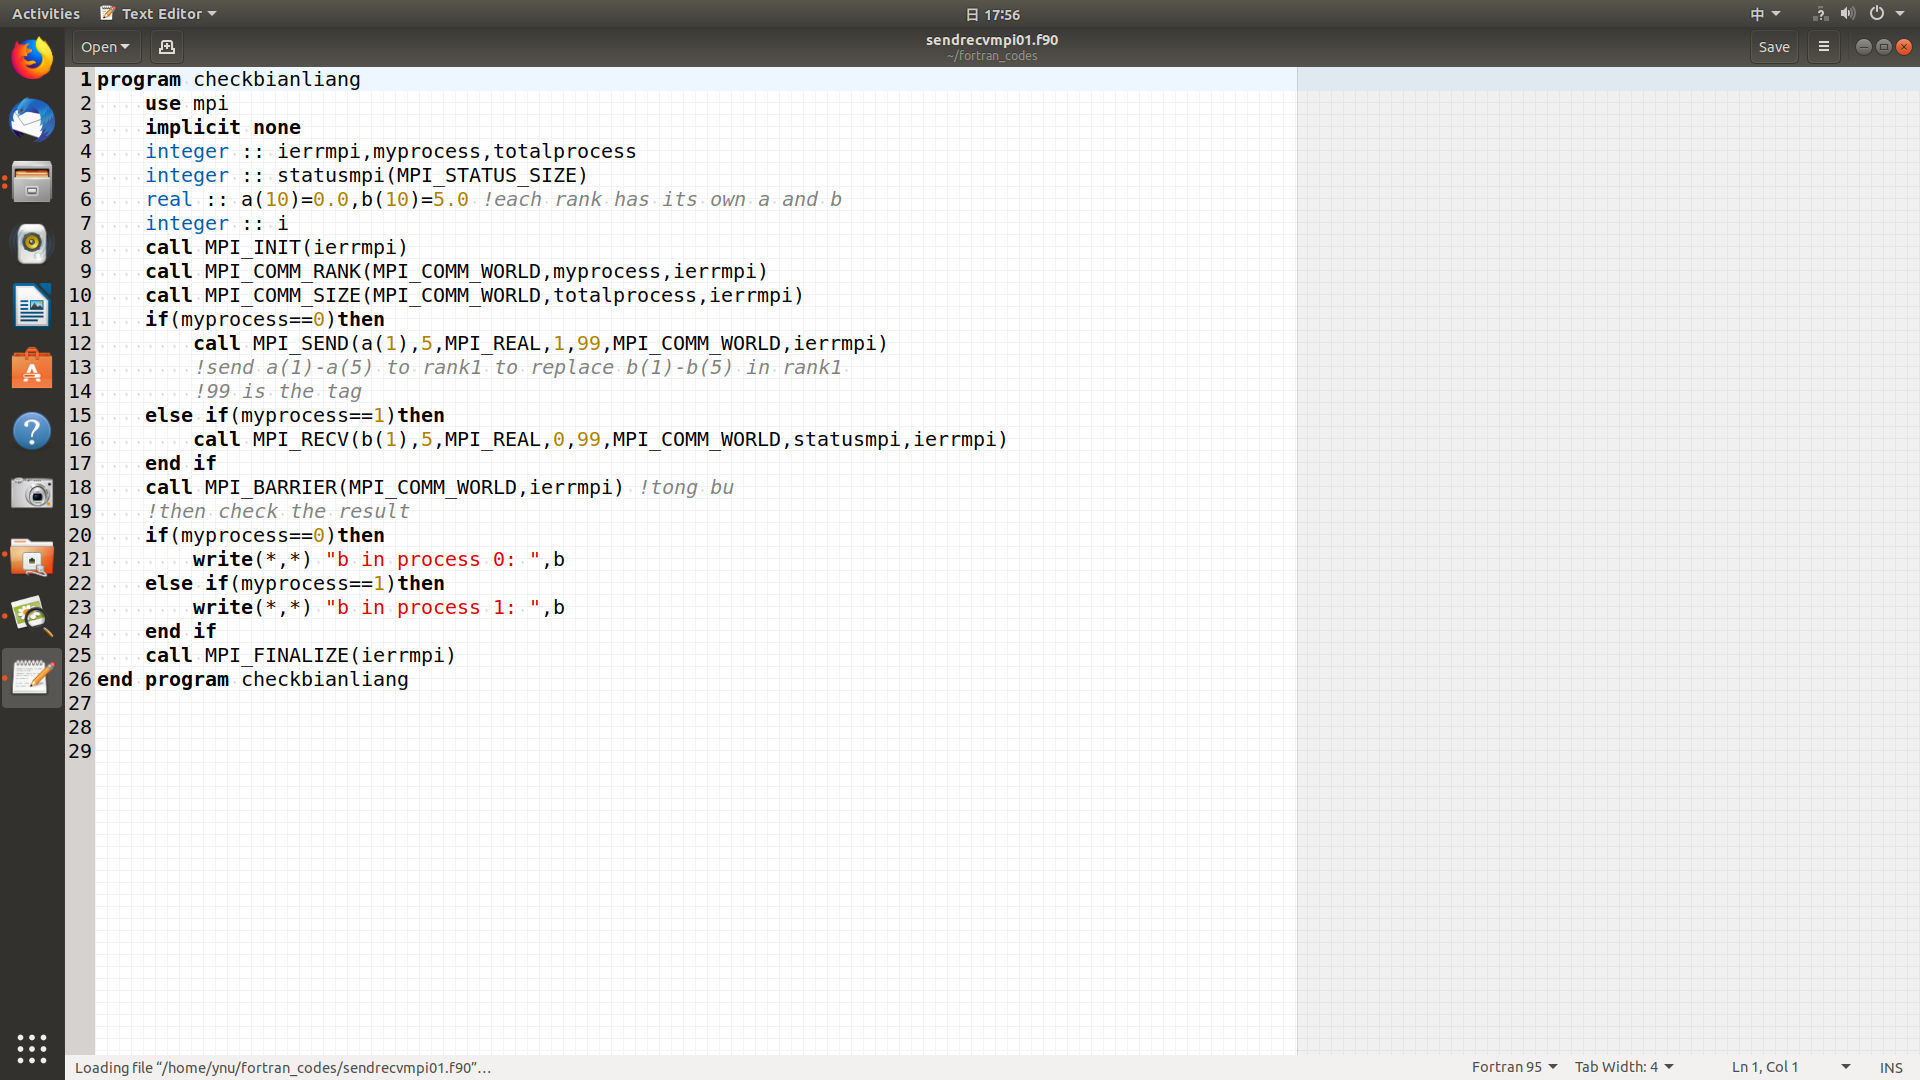 Activities Text Editor 日 17:56 中
Open sendrecvmpi01.f90 Save
~/fortran_codes
1 program checkbianliang
2 use mpi
3 implicit none
4 integer :: ierrmpi,myprocess,totalprocess
5 integer :: statusmpi(MPI_STATUS_SIZE)
6 real :: a(10)=0.0,b(10)=5.0 !each rank has its own a and b
7 integer :: i
8 call MPI_INIT(ierrmpi)
9 call MPI_COMM_RANK(MPI_COMM_WORLD,myprocess,ierrmpi)
10 call MPI_COMM_SIZE(MPI_COMM_WORLD,totalprocess,ierrmpi)
11 if(myprocess==0)then
12 call MPI_SEND(a(1),5,MPI_REAL,1,99,MPI_COMM_WORLD,ierrmpi)
13 !send a(1)-a(5) to rank1 to replace b(1)-b(5) in rank1
14 !99 is the tag
15 else if(myprocess==1)then
16 call MPI_RECV(b(1),5,MPI_REAL,0,99,MPI_COMM_WORLD,statusmpi,ierrmpi)
17 end if
18 call MPI_BARRIER(MPI_COMM_WORLD,ierrmpi) !tong bu
19 !then check the result
20 if(myprocess==0)then
21 write(*,*) "b in process 0: ",b
22 else if(myprocess==1)then
23 write(*,*) "b in process 1: ",b
24 end if
25 call MPI_FINALIZE(ierrmpi)
26 end program checkbianliang
27
28
29
Loading file “/home/ynu/fortran_codes/sendrecvmpi01.f90”… Fortran 95 Tab Width: 4 Ln 1, Col 1 INS